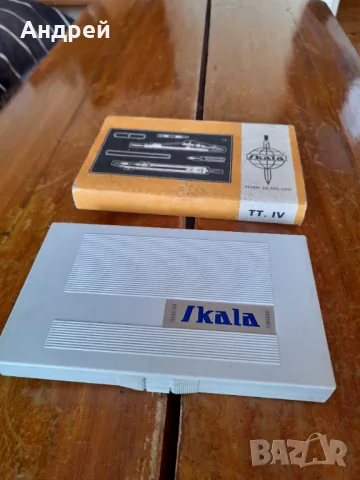 Андрей
Skala
MADE IN POLAND
TT. IV
Skala
BAZAR